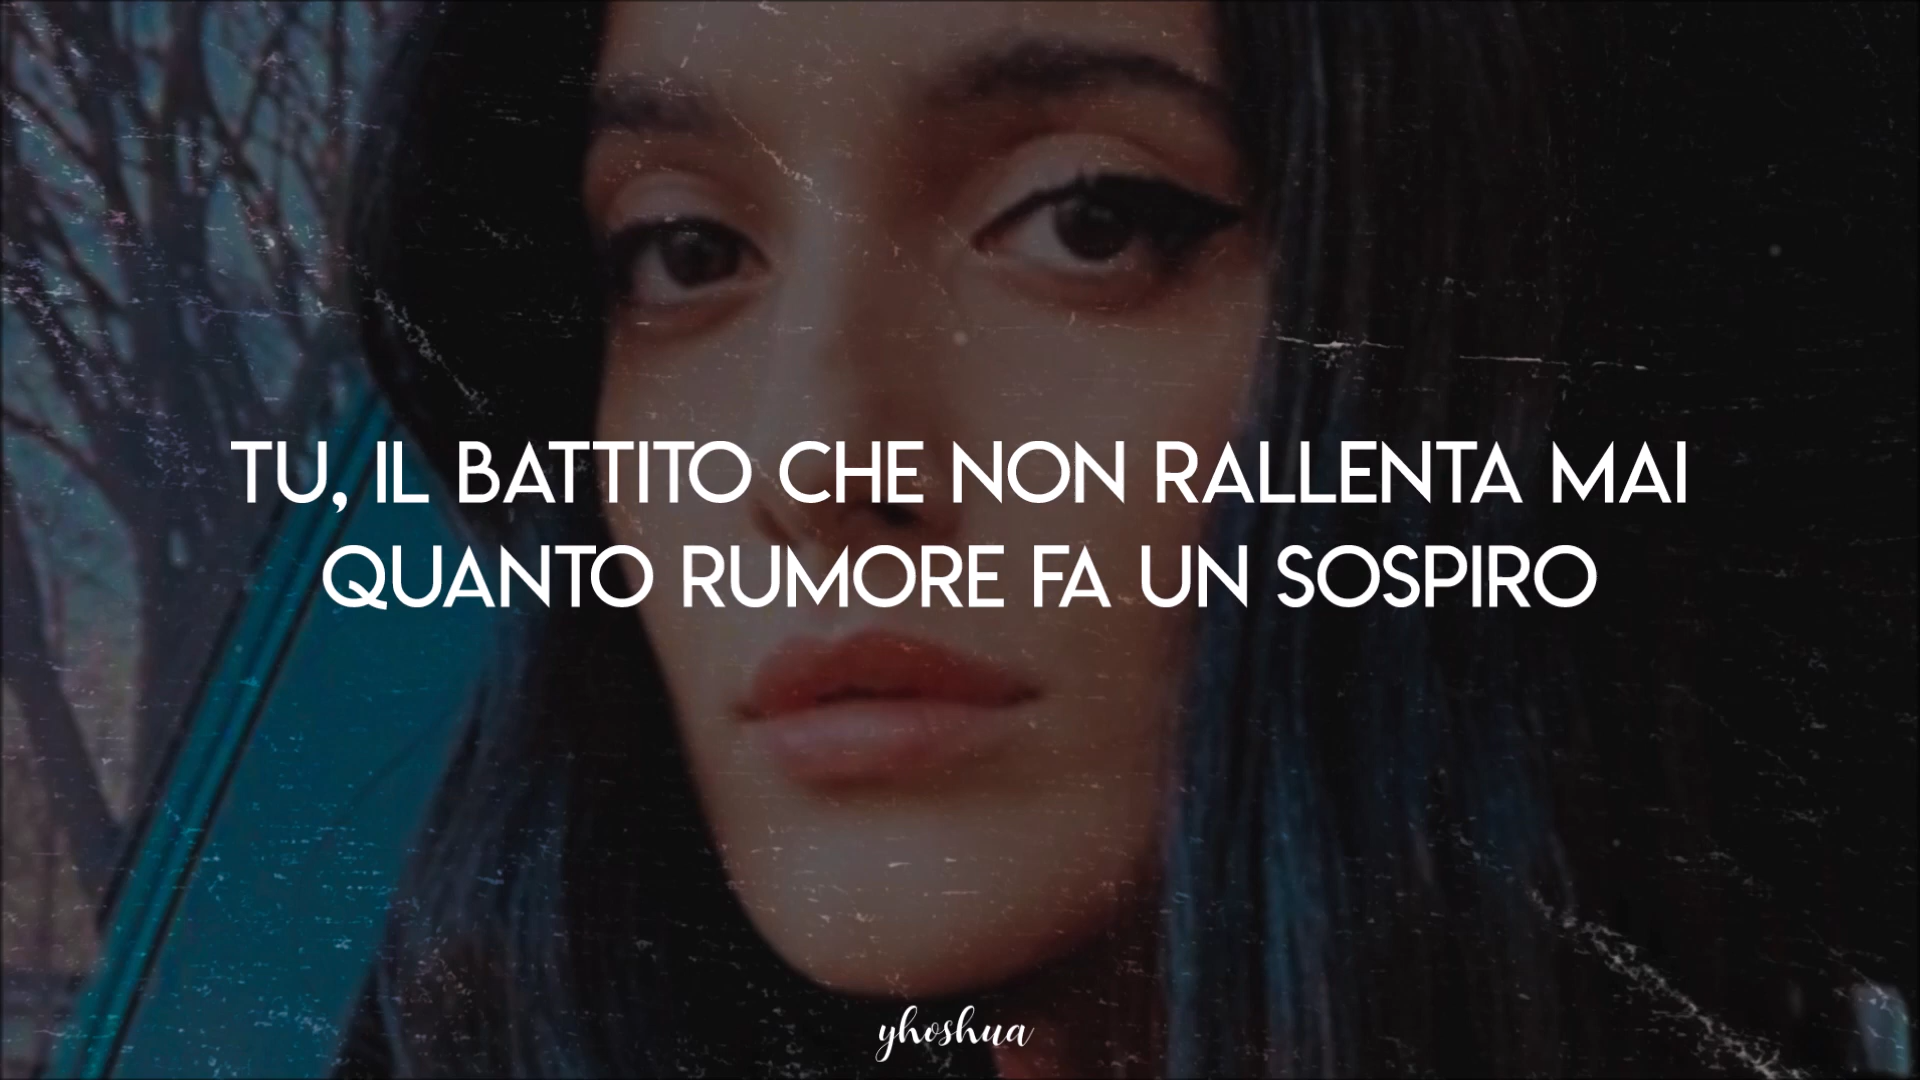 TU, IL BATTITO CHE NON RALLENTA MAI
QUANTO RUMORE FA UN SOSPIRO
yhoshua